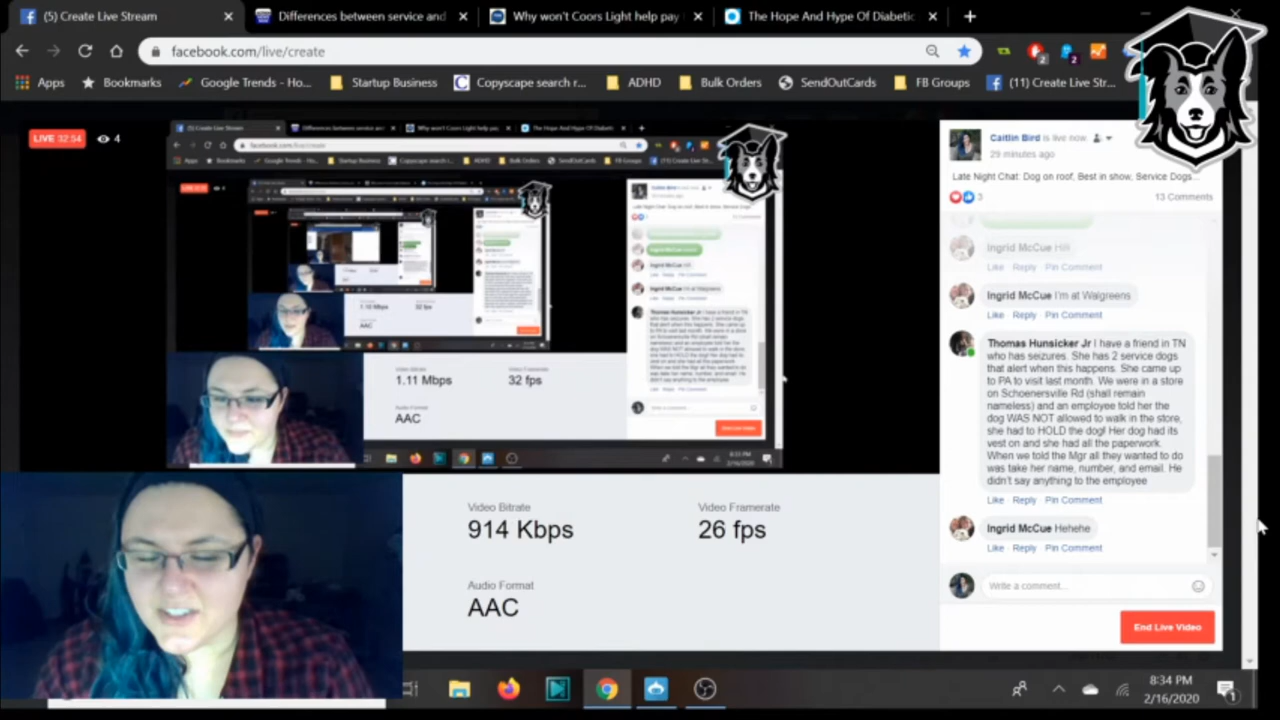 (5) Create Live Stream
Differences between service and
Why won't Coors Light help pay
The Hope And Hype Of Diabetic
facebook.com/live/create
2
2
Apps
Bookmarks
Google Trends - Ho...
Startup Business
Copyscape search r...
ADHD
Bulk Orders
SendOutCards
FB Groups
(11) Create Live Str...
LIVE 32:54
4
Caitlin Bird is live now.
29 minutes ago
Late Night Chat: Dog on roof, Best in show, Service Dogs...
3
13 Comments
Ingrid McCue Hiii
Like · Reply · Pin Comment
Ingrid McCue I'm at Walgreens
Like · Reply · Pin Comment
Thomas Hunsicker Jr I have a friend in TN
who has seizures. She has 2 service dogs
that alert when this happens. She came up
to PA to visit last month. We were in a store
on Schoenersville Rd (shall remain
nameless) and an employee told her the
dog WAS NOT allowed to walk in the store,
she had to HOLD the dog! Her dog had its
vest on and she had all the paperwork.
When we told the Mgr all they wanted to do
was take her name, number, and email. He
didn't say anything to the employee
Like · Reply · Pin Comment
Ingrid McCue Hehehe
Like · Reply · Pin Comment
Write a comment...
End Live Video
Video Bitrate
914 Kbps
Video Framerate
26 fps
Audio Format
AAC
1.11 Mbps
32 fps
Audio Format
AAC
8:34 PM
2/16/2020
1